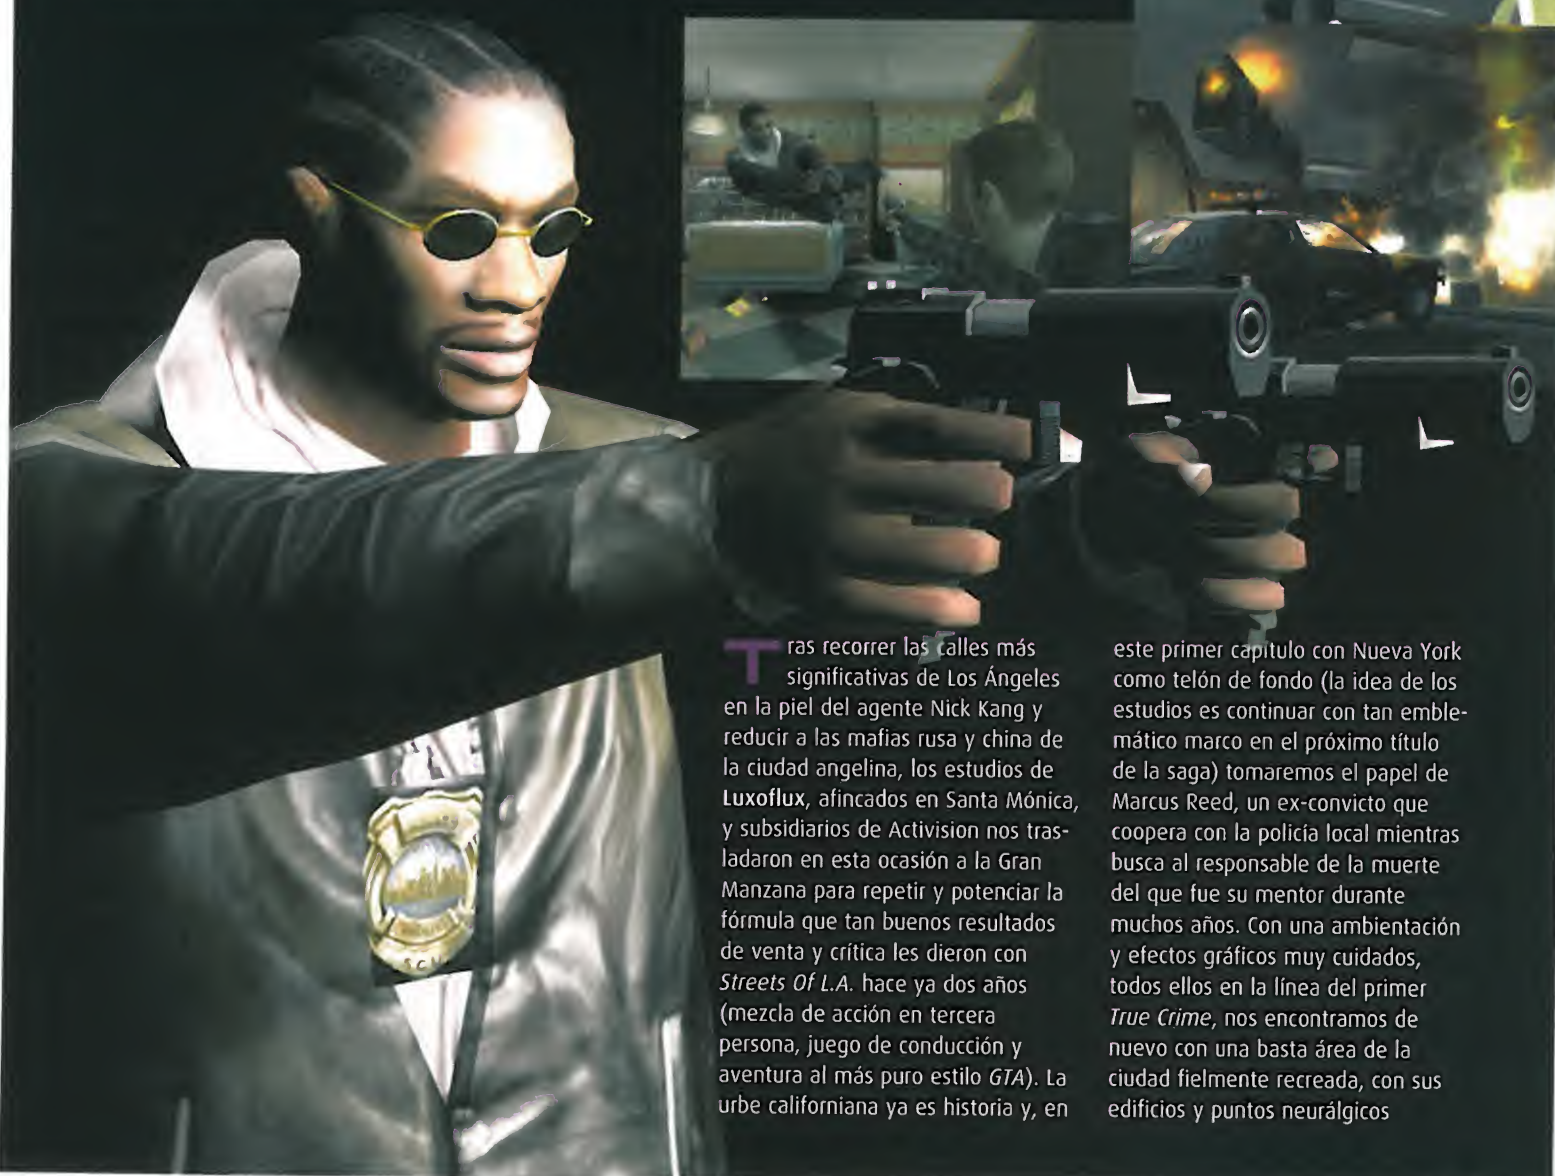 Tras recorrer las calles más
significativas de Los Ángeles
en la piel del agente Nick Kang y
reducir a las mafias rusa y china de
la ciudad angelina, los estudios de
Luxoflux, afincados en Santa Mónica,
y subsidiarios de Activision nos tras-
ladaron en esta ocasión a la Gran
Manzana para repetir y potenciar la
fórmula que tan buenos resultados
de venta y crítica les dieron con
Streets Of L.A. hace ya dos años
(mezcla de acción en tercera
persona, juego de conducción y
aventura al más puro estilo GTA). La
urbe californiana ya es historia y, en
este primer capítulo con Nueva York
como telón de fondo (la idea de los
estudios es continuar con tan emble-
mático marco en el próximo título
de la saga) tomaremos el papel de
Marcus Reed, un ex-convicto que
coopera con la policía local mientras
busca al responsable de la muerte
del que fue su mentor durante
muchos años. Con una ambientación
y efectos gráficos muy cuidados,
todos ellos en la línea del primer
True Crime, nos encontramos de
nuevo con una basta área de la
ciudad fielmente recreada, con sus
edificios y puntos neurálgicos